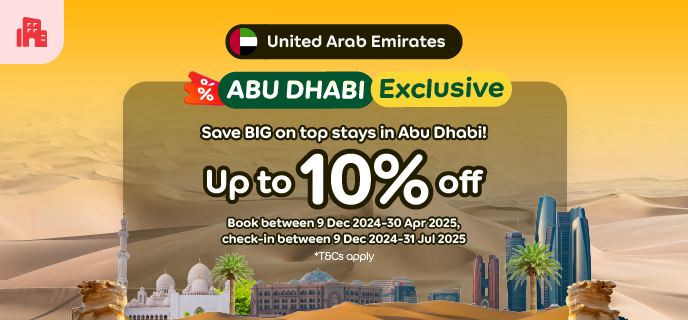 United Arab Emirates
% ABU DHABI Exclusive
Save BIG on top stays in Abu Dhabi!
Up to 10% off
Book between 9 Dec 2024-30 Apr 2025,
check-in between 9 Dec 2024-31 Jul 2025
*T&Cs apply